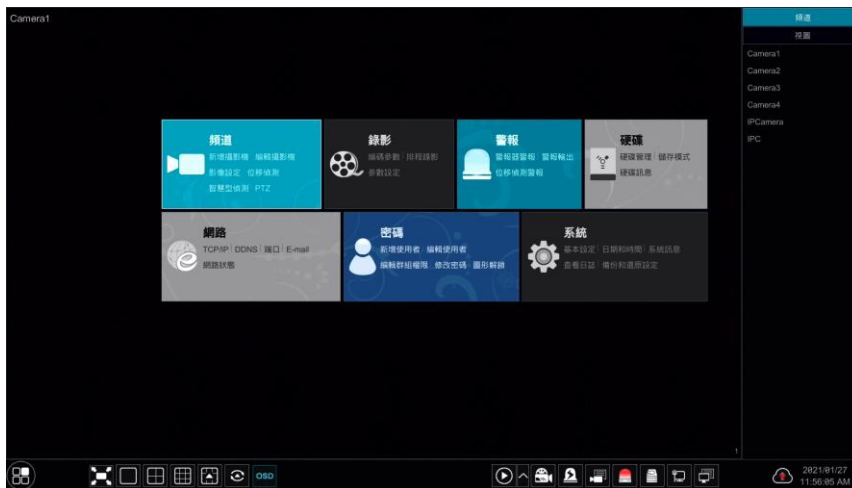 Camera1
頻道
視圖
Camera1
Camera2
Camera3
Camera4
IPCamera
IPC
頻道
新增攝影機 編輯攝影機
影像設定 位移偵測
智慧型偵測 PTZ
錄影
編碼參數 | 排程錄影
參數設定
警報
警報器警報 警報輸出
位移偵測警報
硬碟
硬碟管理 | 儲存模式
硬碟訊息
網路
TCP/IP | DDNS | 端口 | E-mail
網路狀態
密碼
新增使用者 編輯使用者
編輯群組權限 修改密碼 圖形解鎖
系統
基本設定 | 日期和時間 | 系統訊息
查看日誌 | 備份和還原設定
1
OSD
2021/01/27
11:56:05 AM